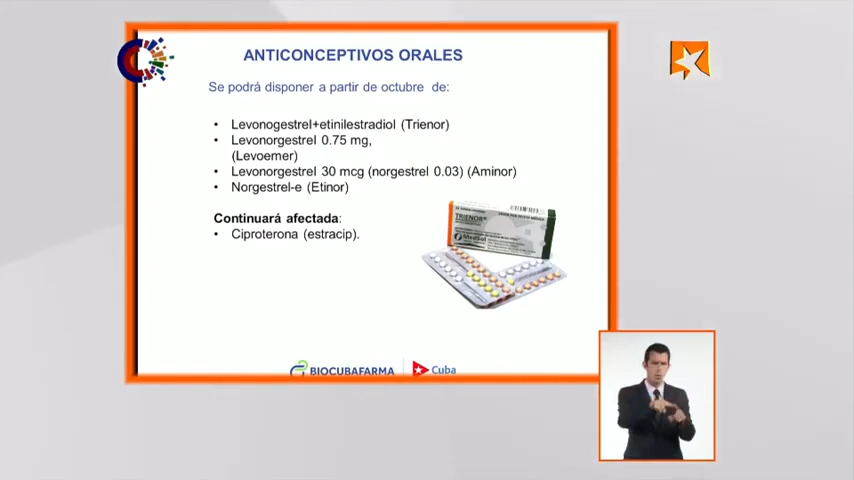 ANTICONCEPTIVOS ORALES
Se podrá disponer a partir de octubre de:
• Levonogestrel+etinilestradiol (Trienor)
• Levonorgestrel 0.75 mg,
(Levoemer)
• Levonorgestrel 30 mcg (norgestrel 0.03) (Aminor)
• Norgestrel-e (Etinor)
Continuará afectada:
• Ciproterona (estracip).
TRIENOR
Medsol
BIOCUBAFARMA
Cuba